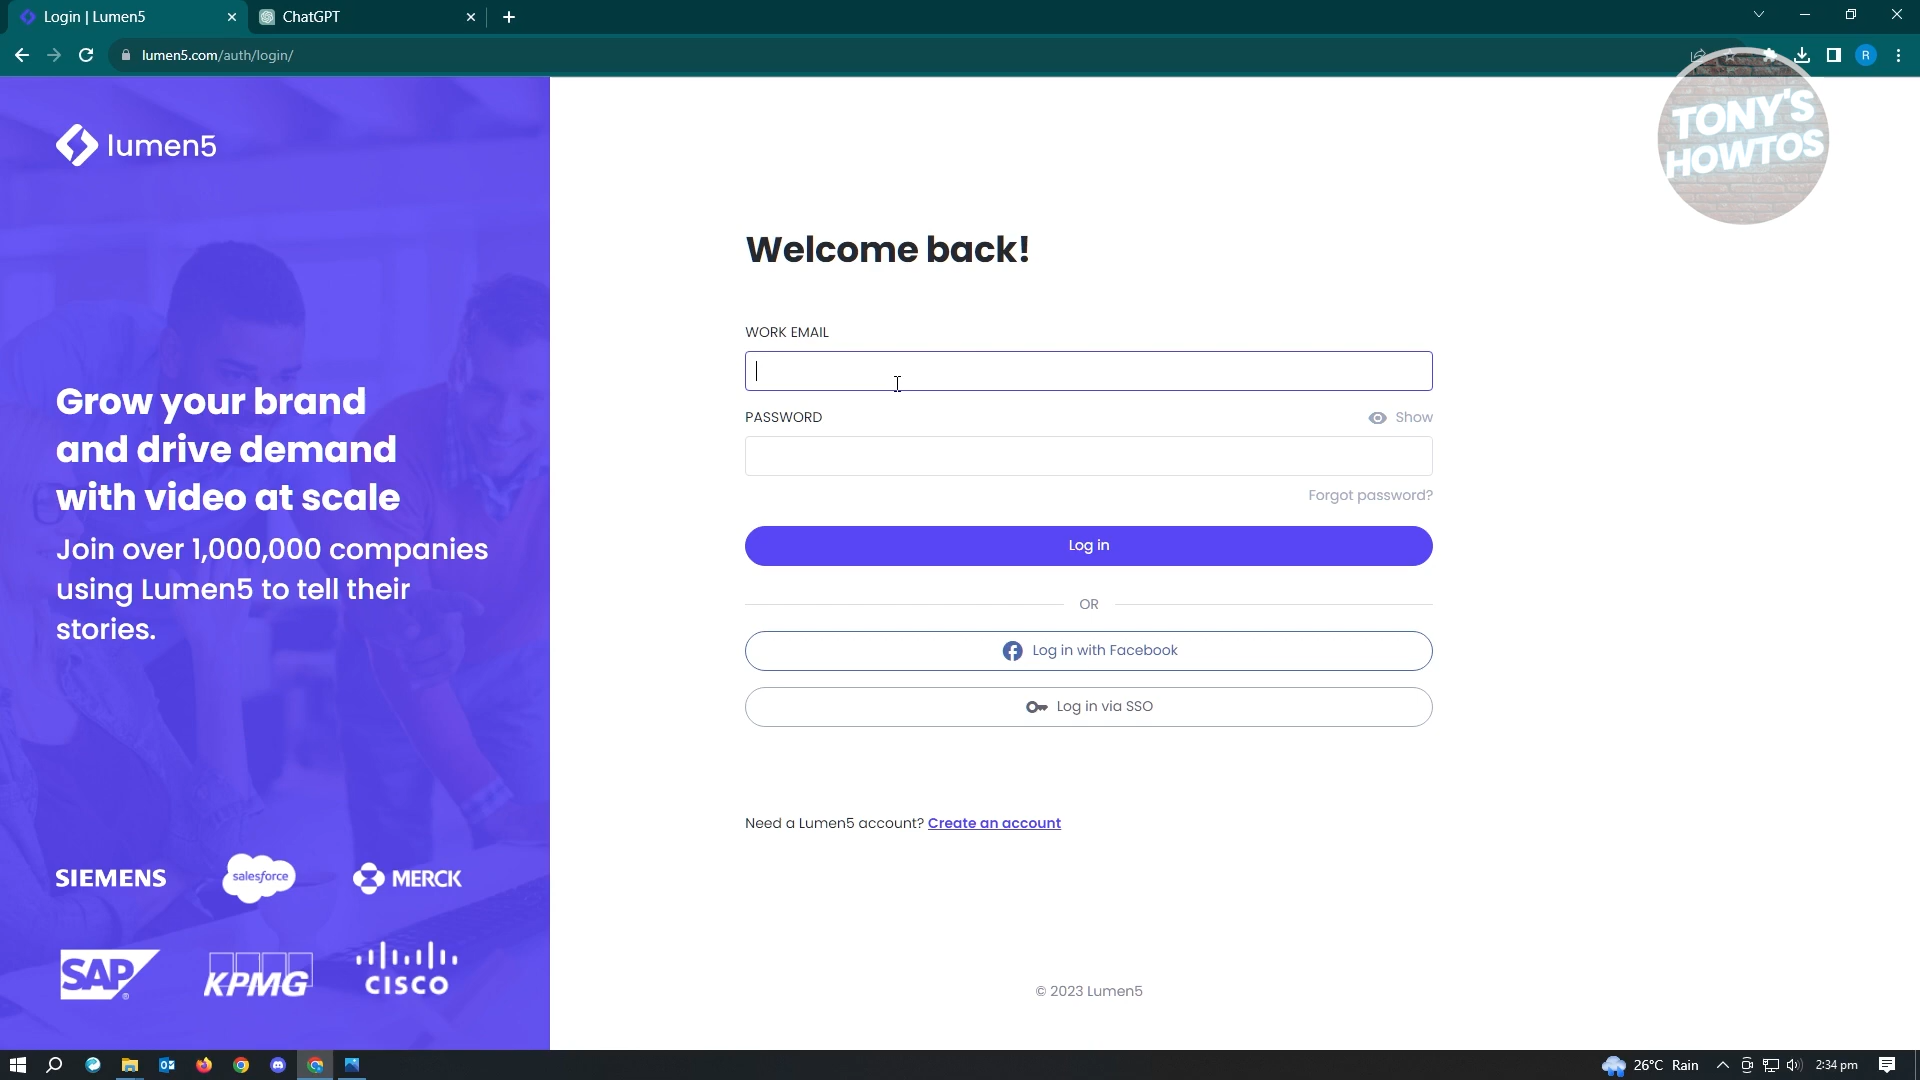 Login | Lumen5
ChatGPT
lumen5.com/auth/login/
R
TONY'S
HOWTOS
lumen5
Welcome back!
WORK EMAIL
PASSWORD
Show
Forgot password?
Log in
OR
Log in with Facebook
Log in via SSO
Need a Lumen5 account? Create an account
© 2023 Lumen5
Grow your brand
and drive demand
with video at scale
Join over 1,000,000 companies
using Lumen5 to tell their
stories.
SIEMENS
salesforce
MERCK
SAP
KPMG
CISCO
26°C Rain
2:34 pm